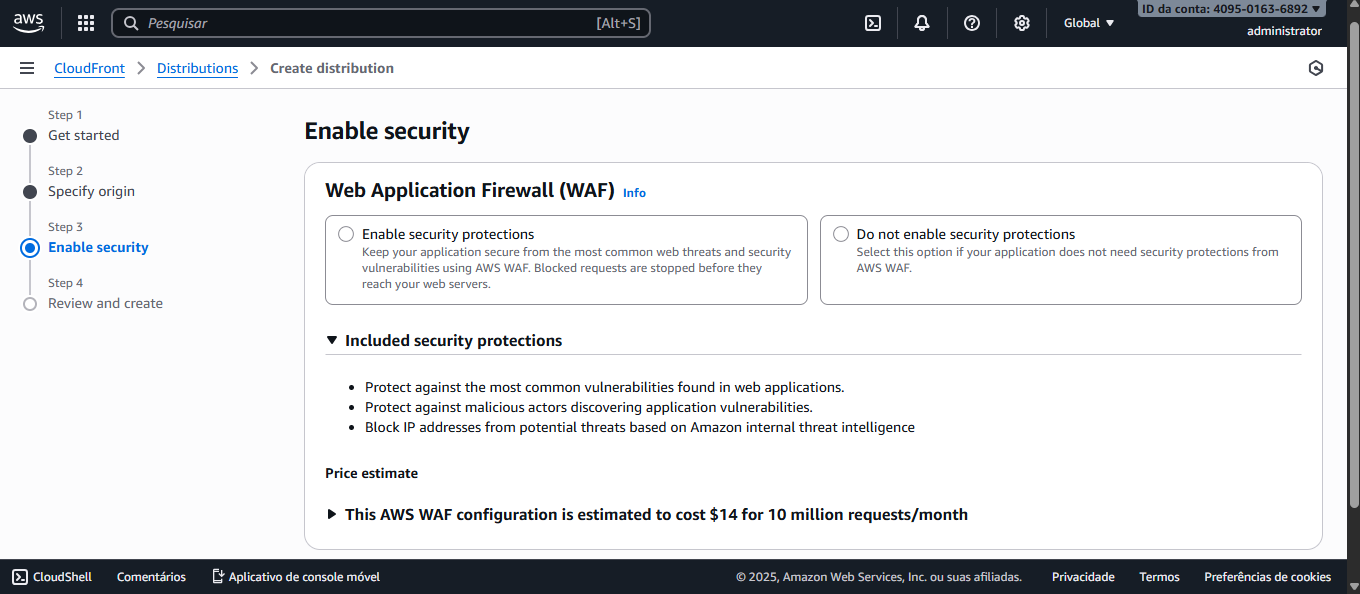 aws
Pesquisar
[Alt+S]
Global
ID da conta: 4095-0163-6892
administrator
CloudFront
Distributions
Create distribution
Step 1
Get started
Step 2
Specify origin
Step 3
Enable security
Step 4
Review and create
Enable security
Web Application Firewall (WAF) Info
Enable security protections
Keep your application secure from the most common web threats and security
vulnerabilities using AWS WAF. Blocked requests are stopped before they
reach your web servers.
Do not enable security protections
Select this option if your application does not need security protections from
AWS WAF.
Included security protections
Protect against the most common vulnerabilities found in web applications.
Protect against malicious actors discovering application vulnerabilities.
Block IP addresses from potential threats based on Amazon internal threat intelligence
Price estimate
This AWS WAF configuration is estimated to cost $14 for 10 million requests/month
CloudShell
Comentários
Aplicativo de console móvel
© 2025, Amazon Web Services, Inc. ou suas afiliadas.
Privacidade
Termos
Preferências de cookies